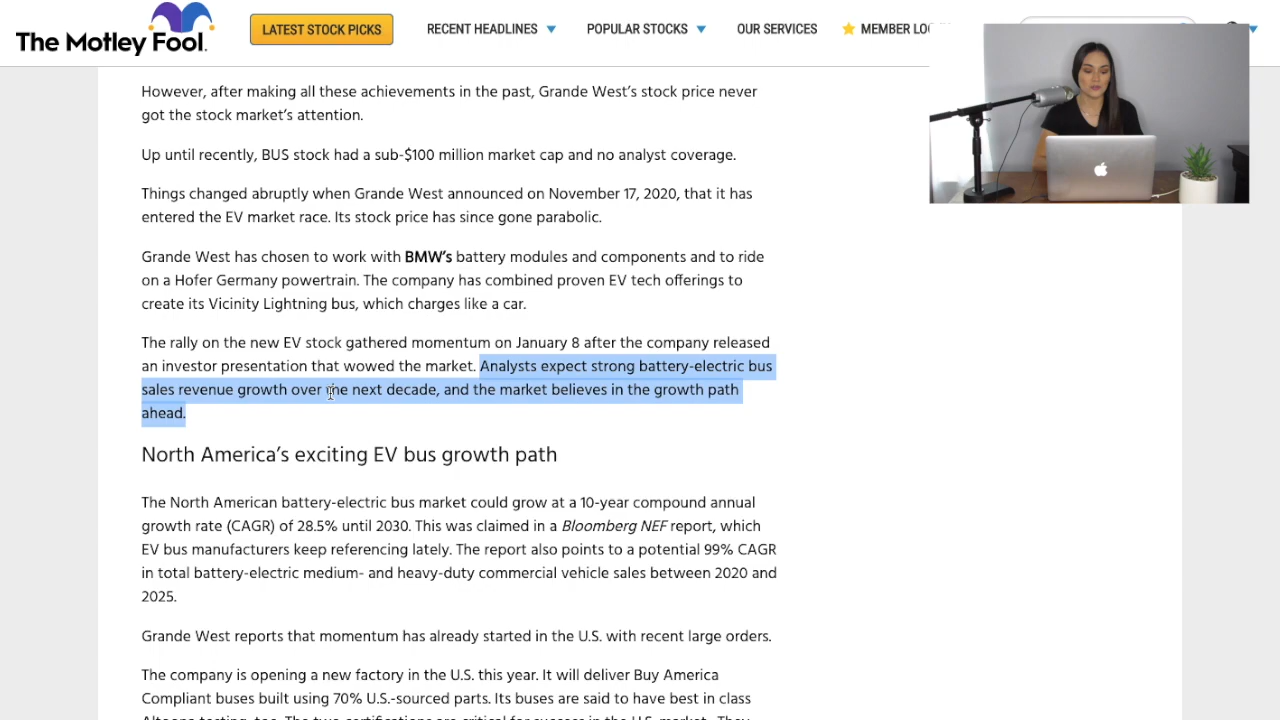 The Motley Fool.
LATEST STOCK PICKS
RECENT HEADLINES
POPULAR STOCKS
OUR SERVICES
MEMBER
However, after making all these achievements in the past, Grande West's stock price never
got the stock market's attention.
Up until recently, BUS stock had a sub-$100 million market cap and no analyst coverage.
Things changed abruptly when Grande West announced on November 17, 2020, that it has
entered the EV market race. Its stock price has since gone parabolic.
Grande West has chosen to work with BMW's battery modules and components and to ride
on a Hofer Germany powertrain. The company has combined proven EV tech offerings to
create its Vicinity Lightning bus, which charges like a car.
The rally on the new EV stock gathered momentum on January 8 after the company released
an investor presentation that wowed the market. Analysts expect strong battery-electric bus
sales revenue growth over the next decade, and the market believes in the growth path
ahead.
North America's exciting EV bus growth path
The North American battery-electric bus market could grow at a 10-year compound annual
growth rate (CAGR) of 28.5% until 2030. This was claimed in a Bloomberg NEF report, which
EV bus manufacturers keep referencing lately. The report also points to a potential 99% CAGR
in total battery-electric medium- and heavy-duty commercial vehicle sales between 2020 and
2025.
Grande West reports that momentum has already started in the U.S. with recent large orders.
The company is opening a new factory in the U.S. this year. It will deliver Buy America
Compliant buses built using 70% U.S.-sourced parts. Its buses are said to have best in class
Altoona testing, too. The two certifications are critical for success in the U.S. market. They